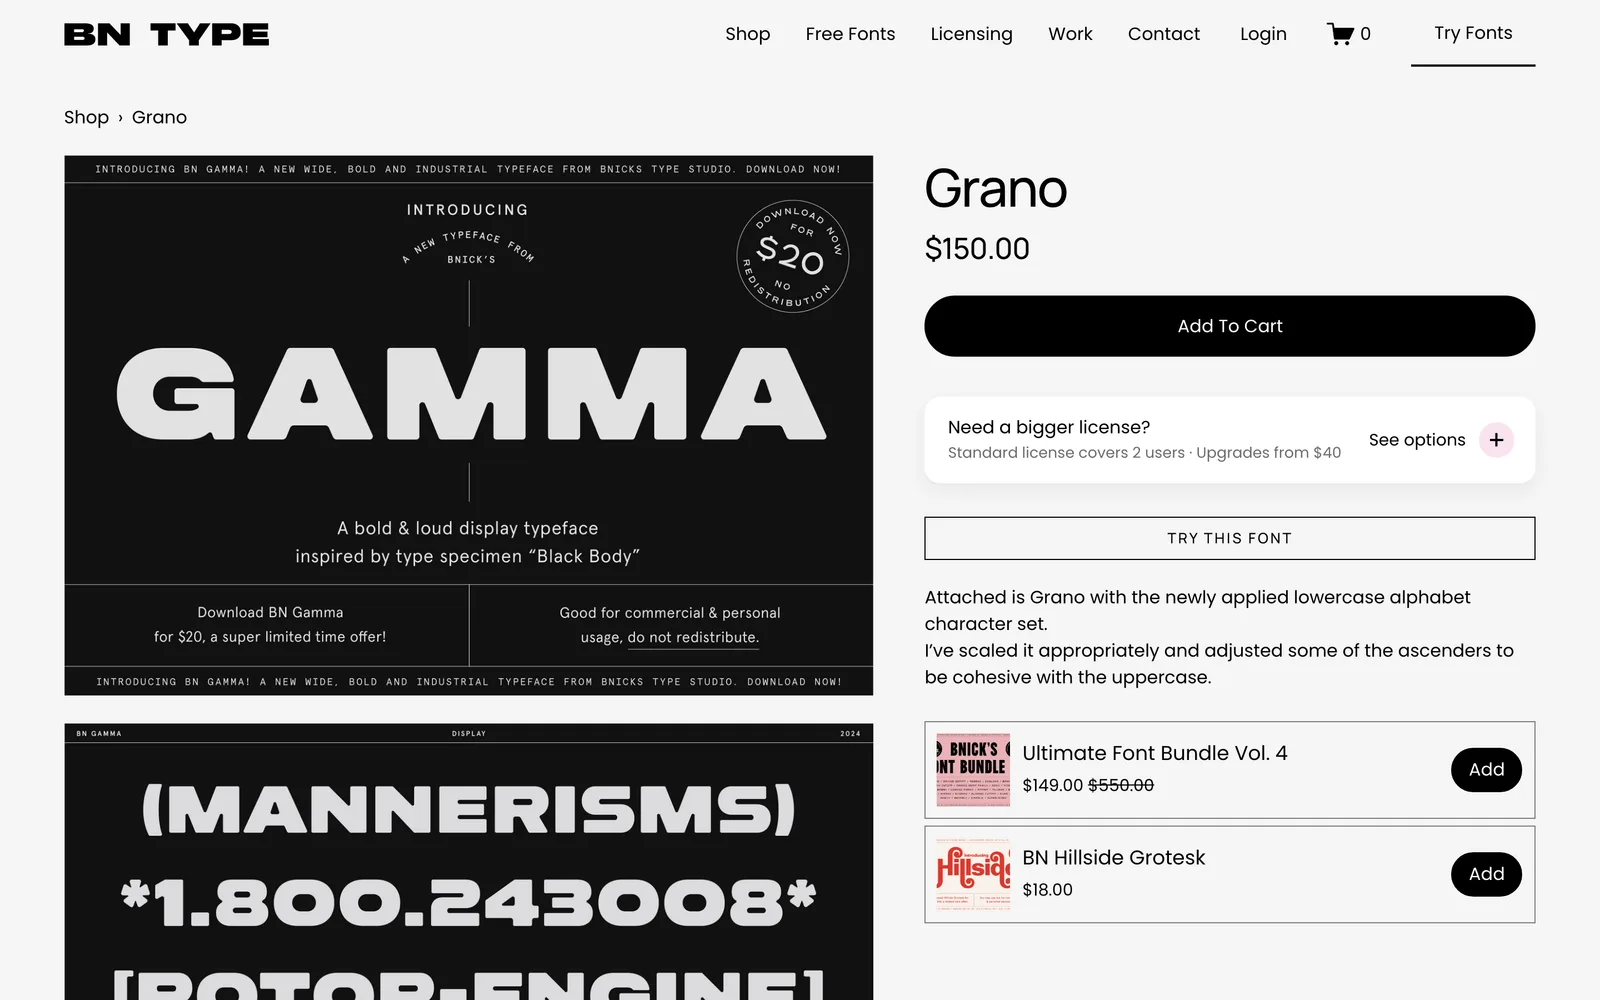 BN TYPE
Shop
Free Fonts
Licensing
Work
Contact
Login
0
Try Fonts
Shop › Grano
INTRODUCING BN GAMMA! A NEW WIDE, BOLD AND INDUSTRIAL TYPEFACE FROM BNICKS TYPE STUDIO. DOWNLOAD NOW!
INTRODUCING
A NEW TYPEFACE FROM
BNICK'S
DOWNLOAD NOW
FOR
$20
NO
REDISTRIBUTION
GAMMA
A bold & loud display typeface
inspired by type specimen “Black Body”
Download BN Gamma
for $20, a super limited time offer!
Good for commercial & personal
usage, do not redistribute.
INTRODUCING BN GAMMA! A NEW WIDE, BOLD AND INDUSTRIAL TYPEFACE FROM BNICKS TYPE STUDIO. DOWNLOAD NOW!
BN GAMMA
DISPLAY
2024
(MANNERISMS)
*1.800.243008*
[ROTOR-ENGINE]
Grano
$150.00
Add To Cart
Need a bigger license?
Standard license covers 2 users · Upgrades from $40
See options
+
TRY THIS FONT
Attached is Grano with the newly applied lowercase alphabet
character set.
I’ve scaled it appropriately and adjusted some of the ascenders to
be cohesive with the uppercase.
BNICK'S
NT BUNDLE
Ultimate Font Bundle Vol. 4
$149.00 $550.00
Add
Hillsid
BN Hillside Grotesk
$18.00
Add